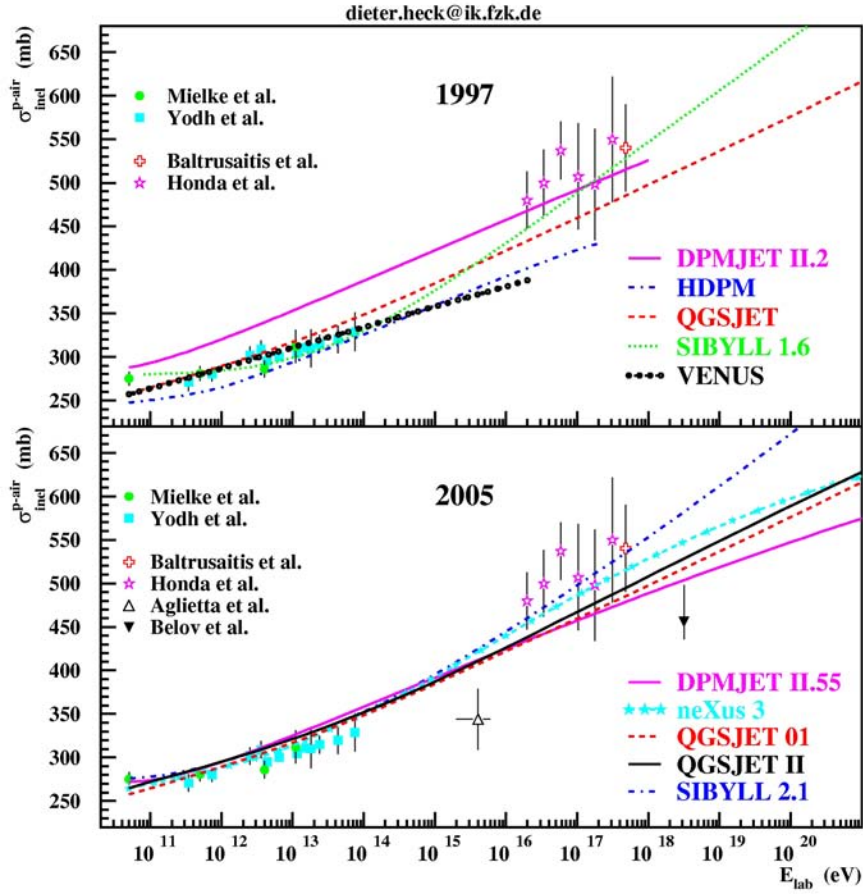 dieter.heck@ik.fzk.de
σ p-air incl (mb)
650
600
550
500
450
400
350
300
250
1997
Mielke et al.
Yodh et al.
Baltrusaitis et al.
Honda et al.
DPMJET II.2
HDPM
QGSJET
SIBYLL 1.6
VENUS
σ p-air incl (mb)
650
600
550
500
450
400
350
300
250
2005
Mielke et al.
Yodh et al.
Baltrusaitis et al.
Honda et al.
Aglietta et al.
Belov et al.
DPMJET II.55
neXus 3
QGSJET 01
QGSJET II
SIBYLL 2.1
10^11 10^12 10^13 10^14 10^15 10^16 10^17 10^18 10^19 10^20
E_lab (eV)